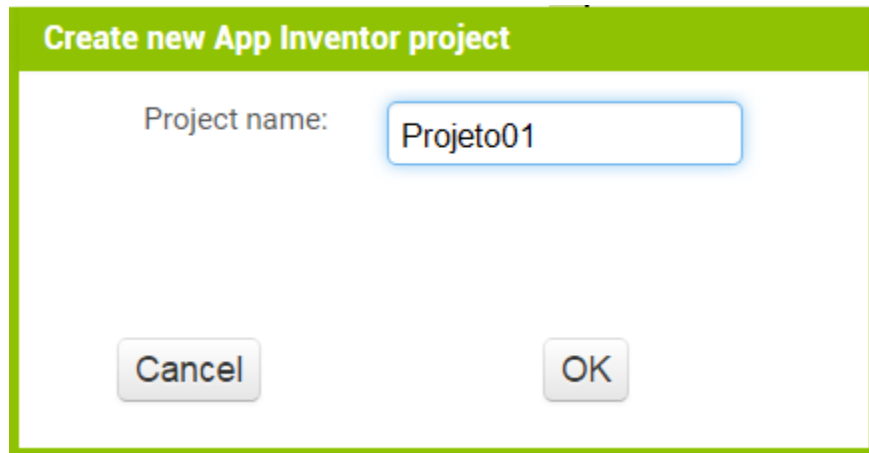 Create new App Inventor project
Project name:
Projeto01
Cancel
OK